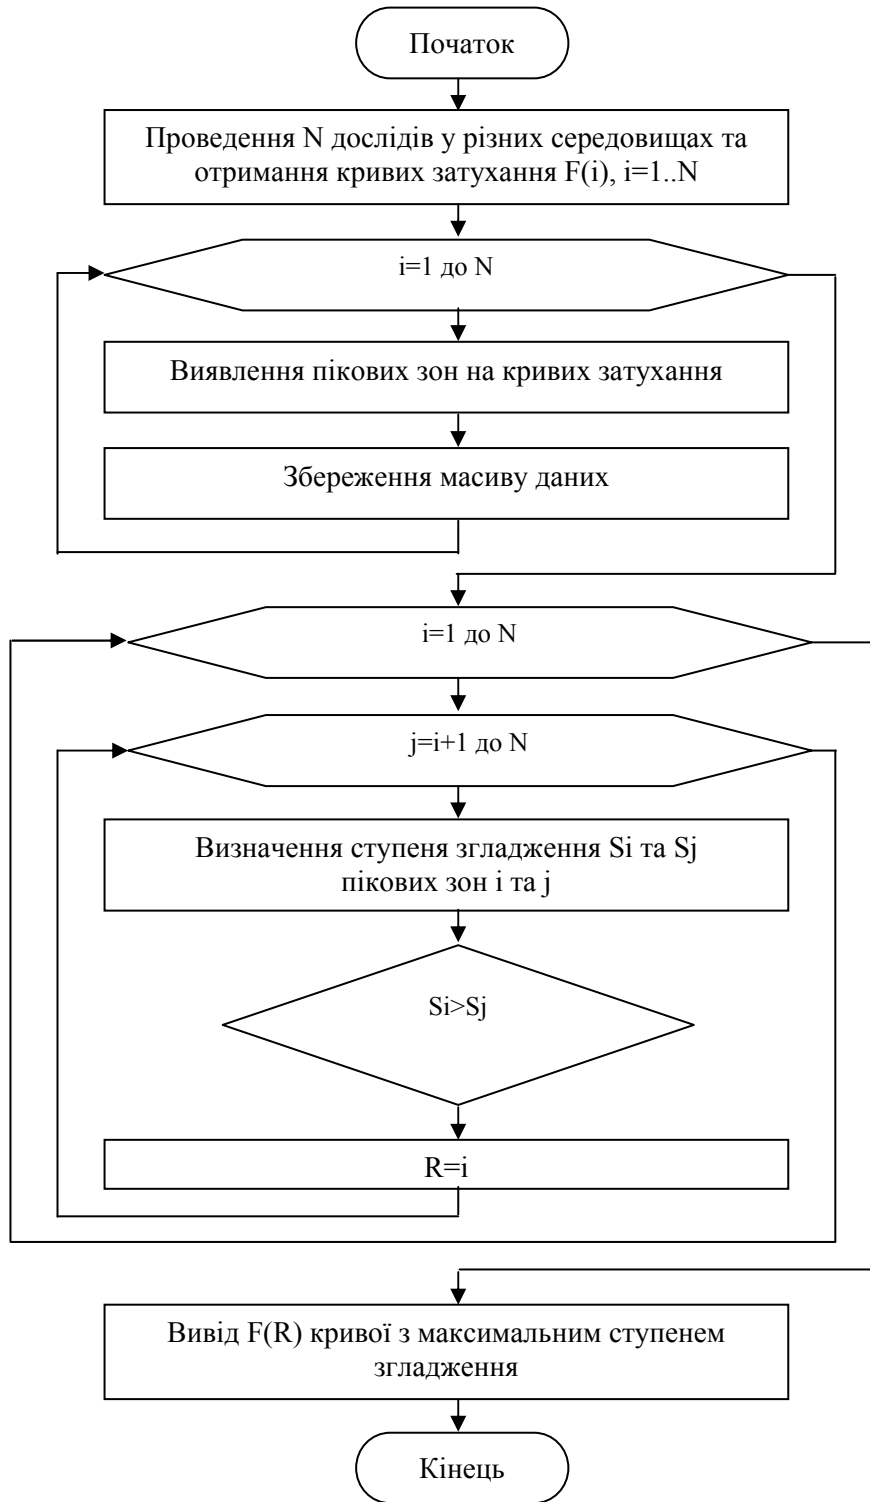 Початок
Проведення N дослідів у різних середовищах та
отримання кривих затухання F(i), i=1..N
i=1 до N
Виявлення пікових зон на кривих затухання
Збереження масиву даних
i=1 до N
j=i+1 до N
Визначення ступеня згладження Si та Sj
пікових зон i та j
Si>Sj
R=i
Вивід F(R) кривої з максимальним ступенем
згладження
Кінець